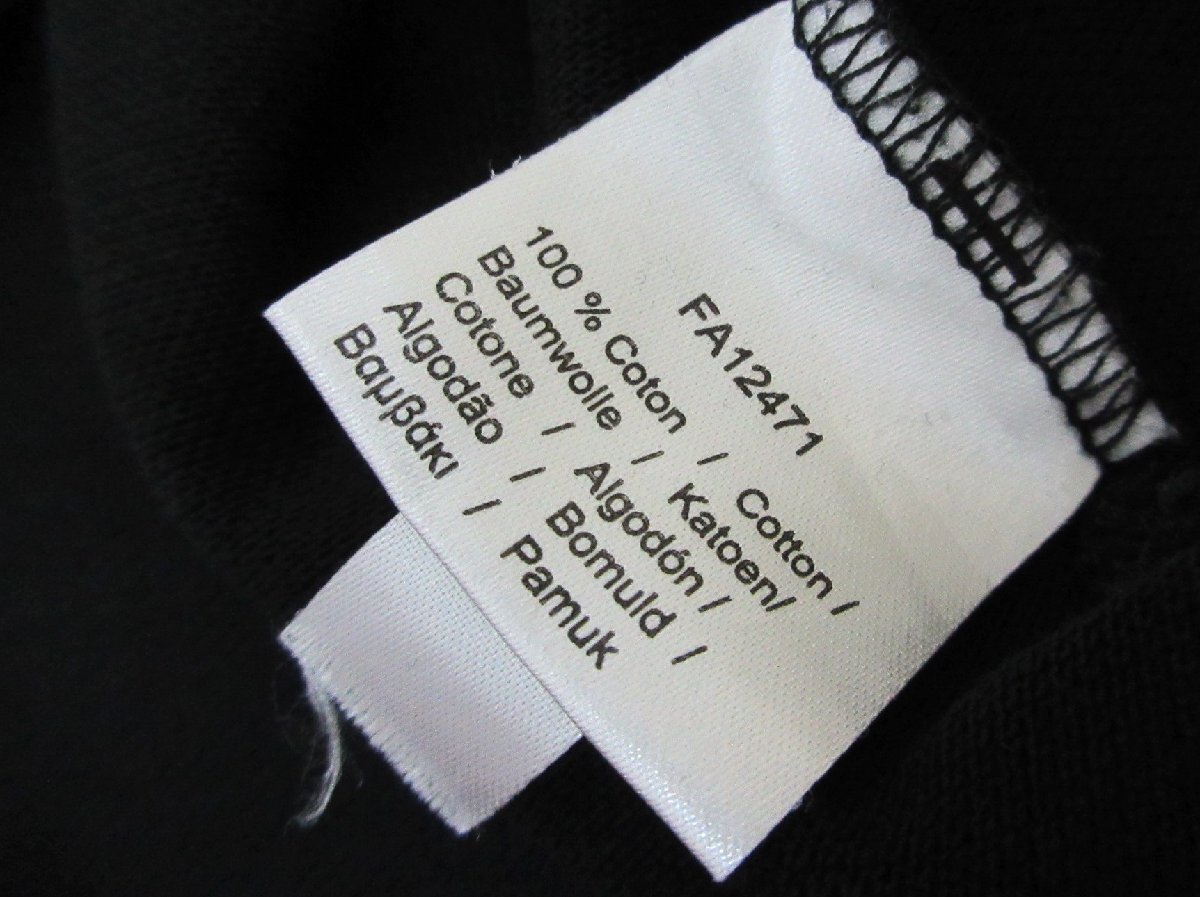 FA12471
100 % Coton / Cotton /
Baumwolle / Katoen/
Cotone / Algodón /
Algodão / Bomuld /
Βαμβάκι / Pamuk